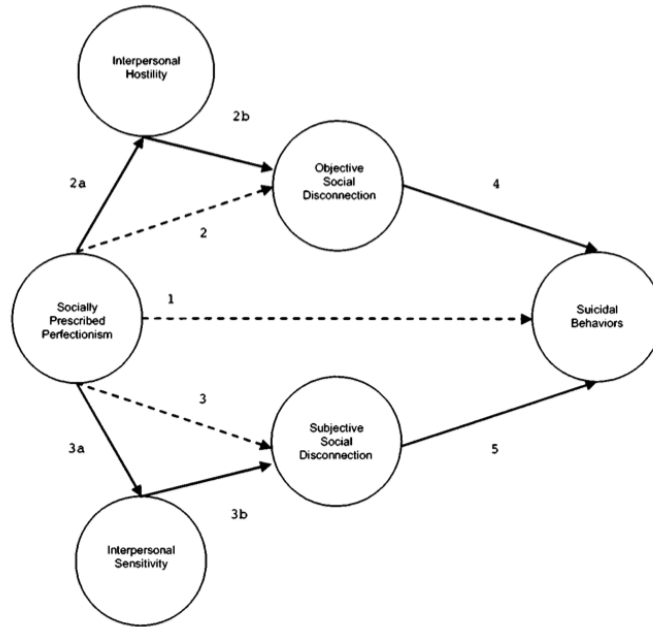 Interpersonal
Hostility
2b
Objective
Social
Disconnection
4
2a
2
1
Socially
Prescribed
Perfectionism
Suicidal
Behaviors
3
Subjective
Social
Disconnection
3a
5
3b
Interpersonal
Sensitivity